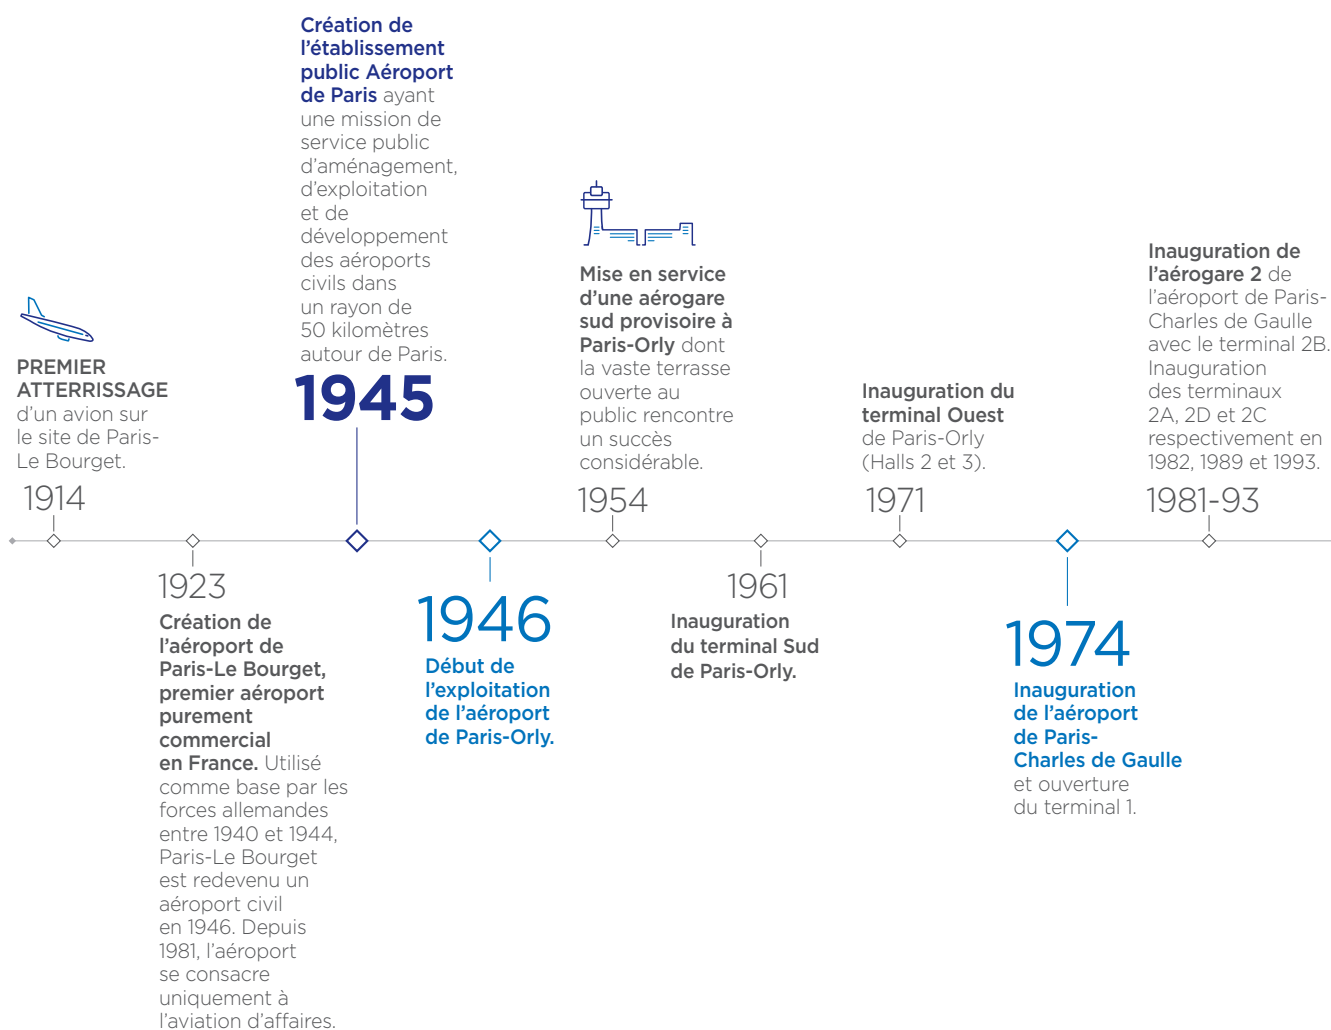 PREMIER
ATTERRISSAGE
d'un avion sur
le site de Paris-
Le Bourget.
1914
1923
Création de
l'aéroport de
Paris-Le Bourget,
premier aéroport
purement
commercial
en France. Utilisé
comme base par les
forces allemandes
entre 1940 et 1944,
Paris-Le Bourget
est redevenu un
aéroport civil
en 1946. Depuis
1981, l'aéroport
se consacre
uniquement à
l'aviation d'affaires.
Création de
l'établissement
public Aéroport
de Paris ayant
une mission de
service public
d'aménagement,
d'exploitation
et de
développement
des aéroports
civils dans
un rayon de
50 kilomètres
autour de Paris.
1945
1946
Début de
l'exploitation
de l'aéroport
de Paris-Orly.
Mise en service
d'une aérogare
sud provisoire à
Paris-Orly dont
la vaste terrasse
ouverte au
public rencontre
un succès
considérable.
1954
1961
Inauguration
du terminal Sud
de Paris-Orly.
Inauguration du
terminal Ouest
de Paris-Orly
(Halls 2 et 3).
1971
1974
Inauguration
de l'aéroport
de Paris-
Charles de Gaulle
et ouverture
du terminal 1.
Inauguration de
l'aérogare 2 de
l'aéroport de Paris-
Charles de Gaulle
avec le terminal 2B.
Inauguration
des terminaux
2A, 2D et 2C
respectivement en
1982, 1989 et 1993.
1981-93